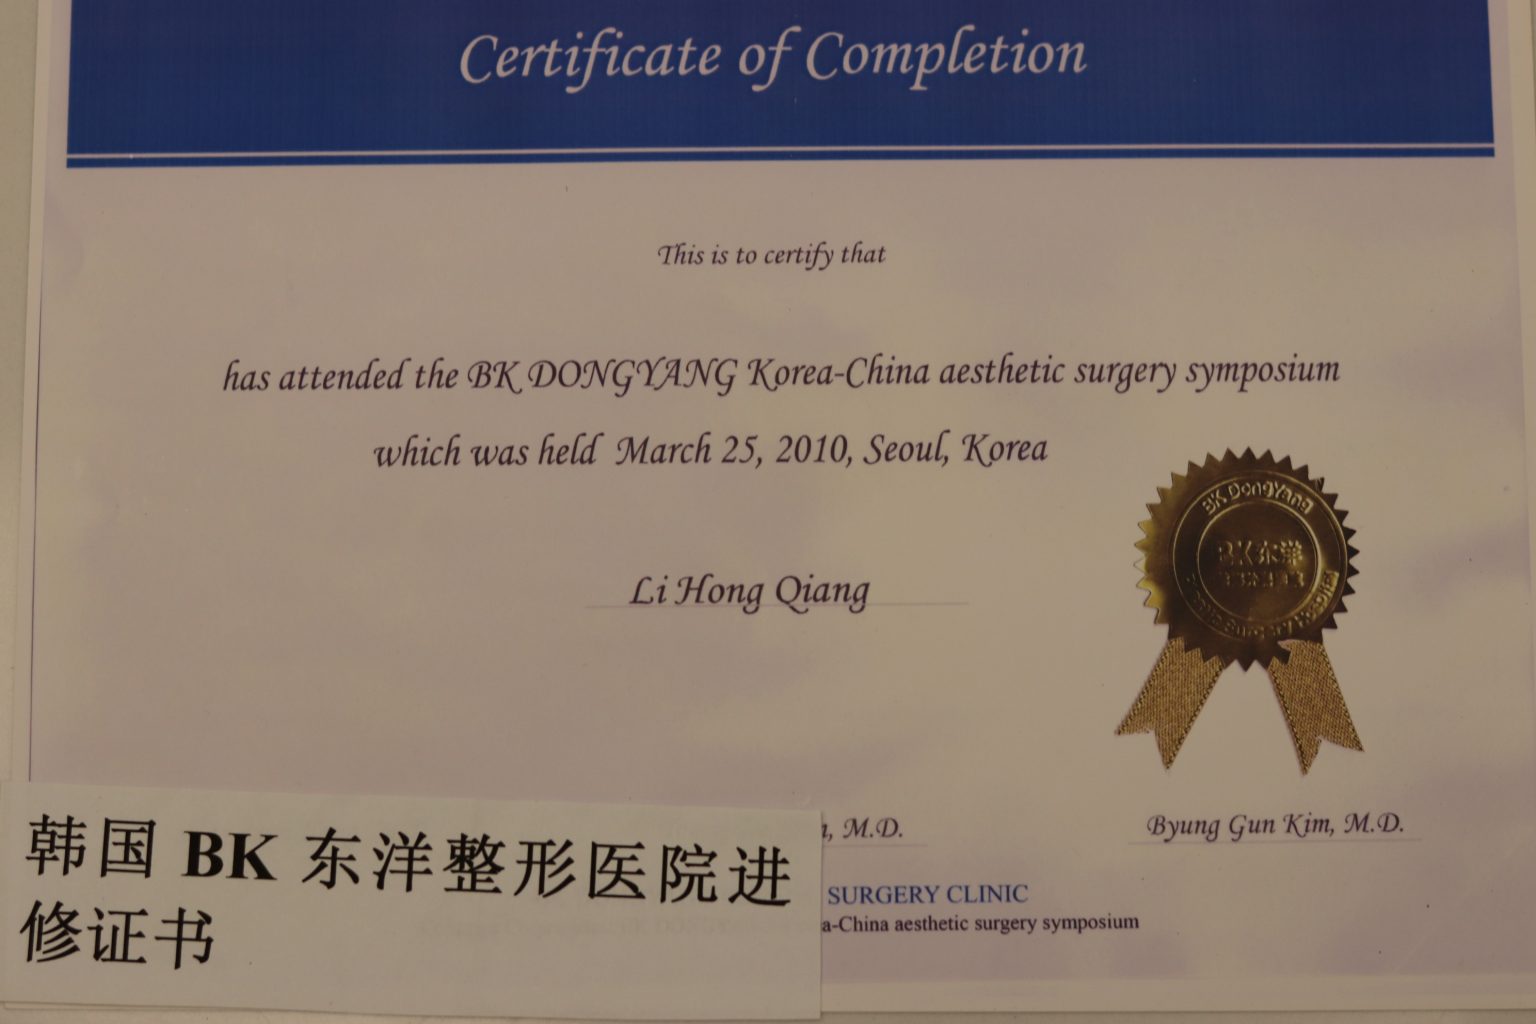 Certificate of Completion
This is to certify that
has attended the BK DONGYANG Korea-China aesthetic surgery symposium
which was held March 25, 2010, Seoul, Korea
Li Hong Qiang
BK DongYang
BK东洋
M.D.
Byung Gun Kim, M.D.
SURGERY CLINIC
a-China aesthetic surgery symposium
韩国 BK 东洋整形医院进
修证书